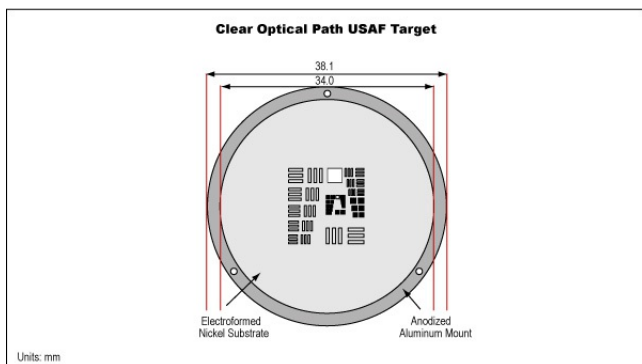 Clear Optical Path USAF Target
38.1
34.0
Electroformed
Nickel Substrate
Anodized
Aluminum Mount
Units: mm